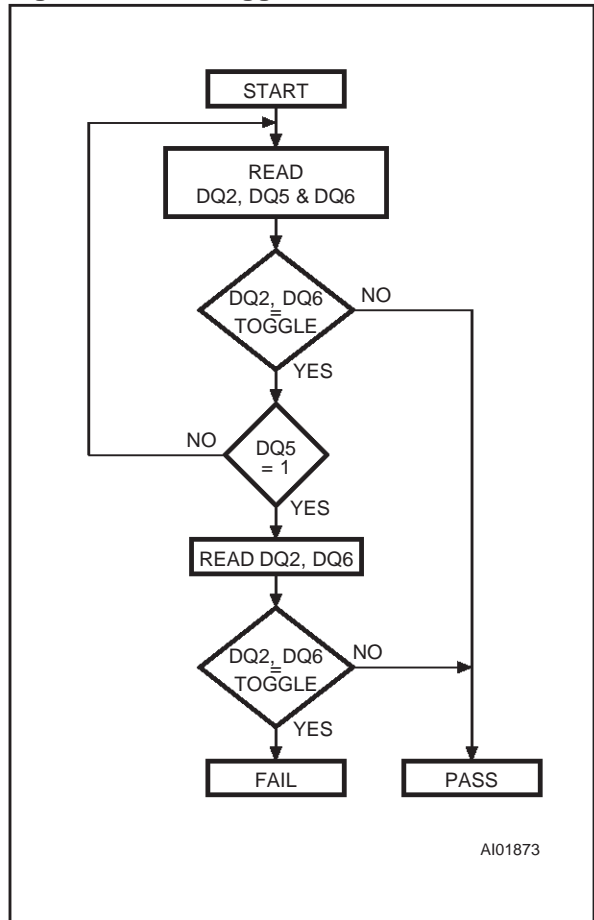 START
READ
DQ2, DQ5 & DQ6
DQ2, DQ6
=
TOGGLE
NO
YES
NO
DQ5
= 1
YES
READ DQ2, DQ6
DQ2, DQ6
=
TOGGLE
NO
YES
FAIL
PASS
AI01873